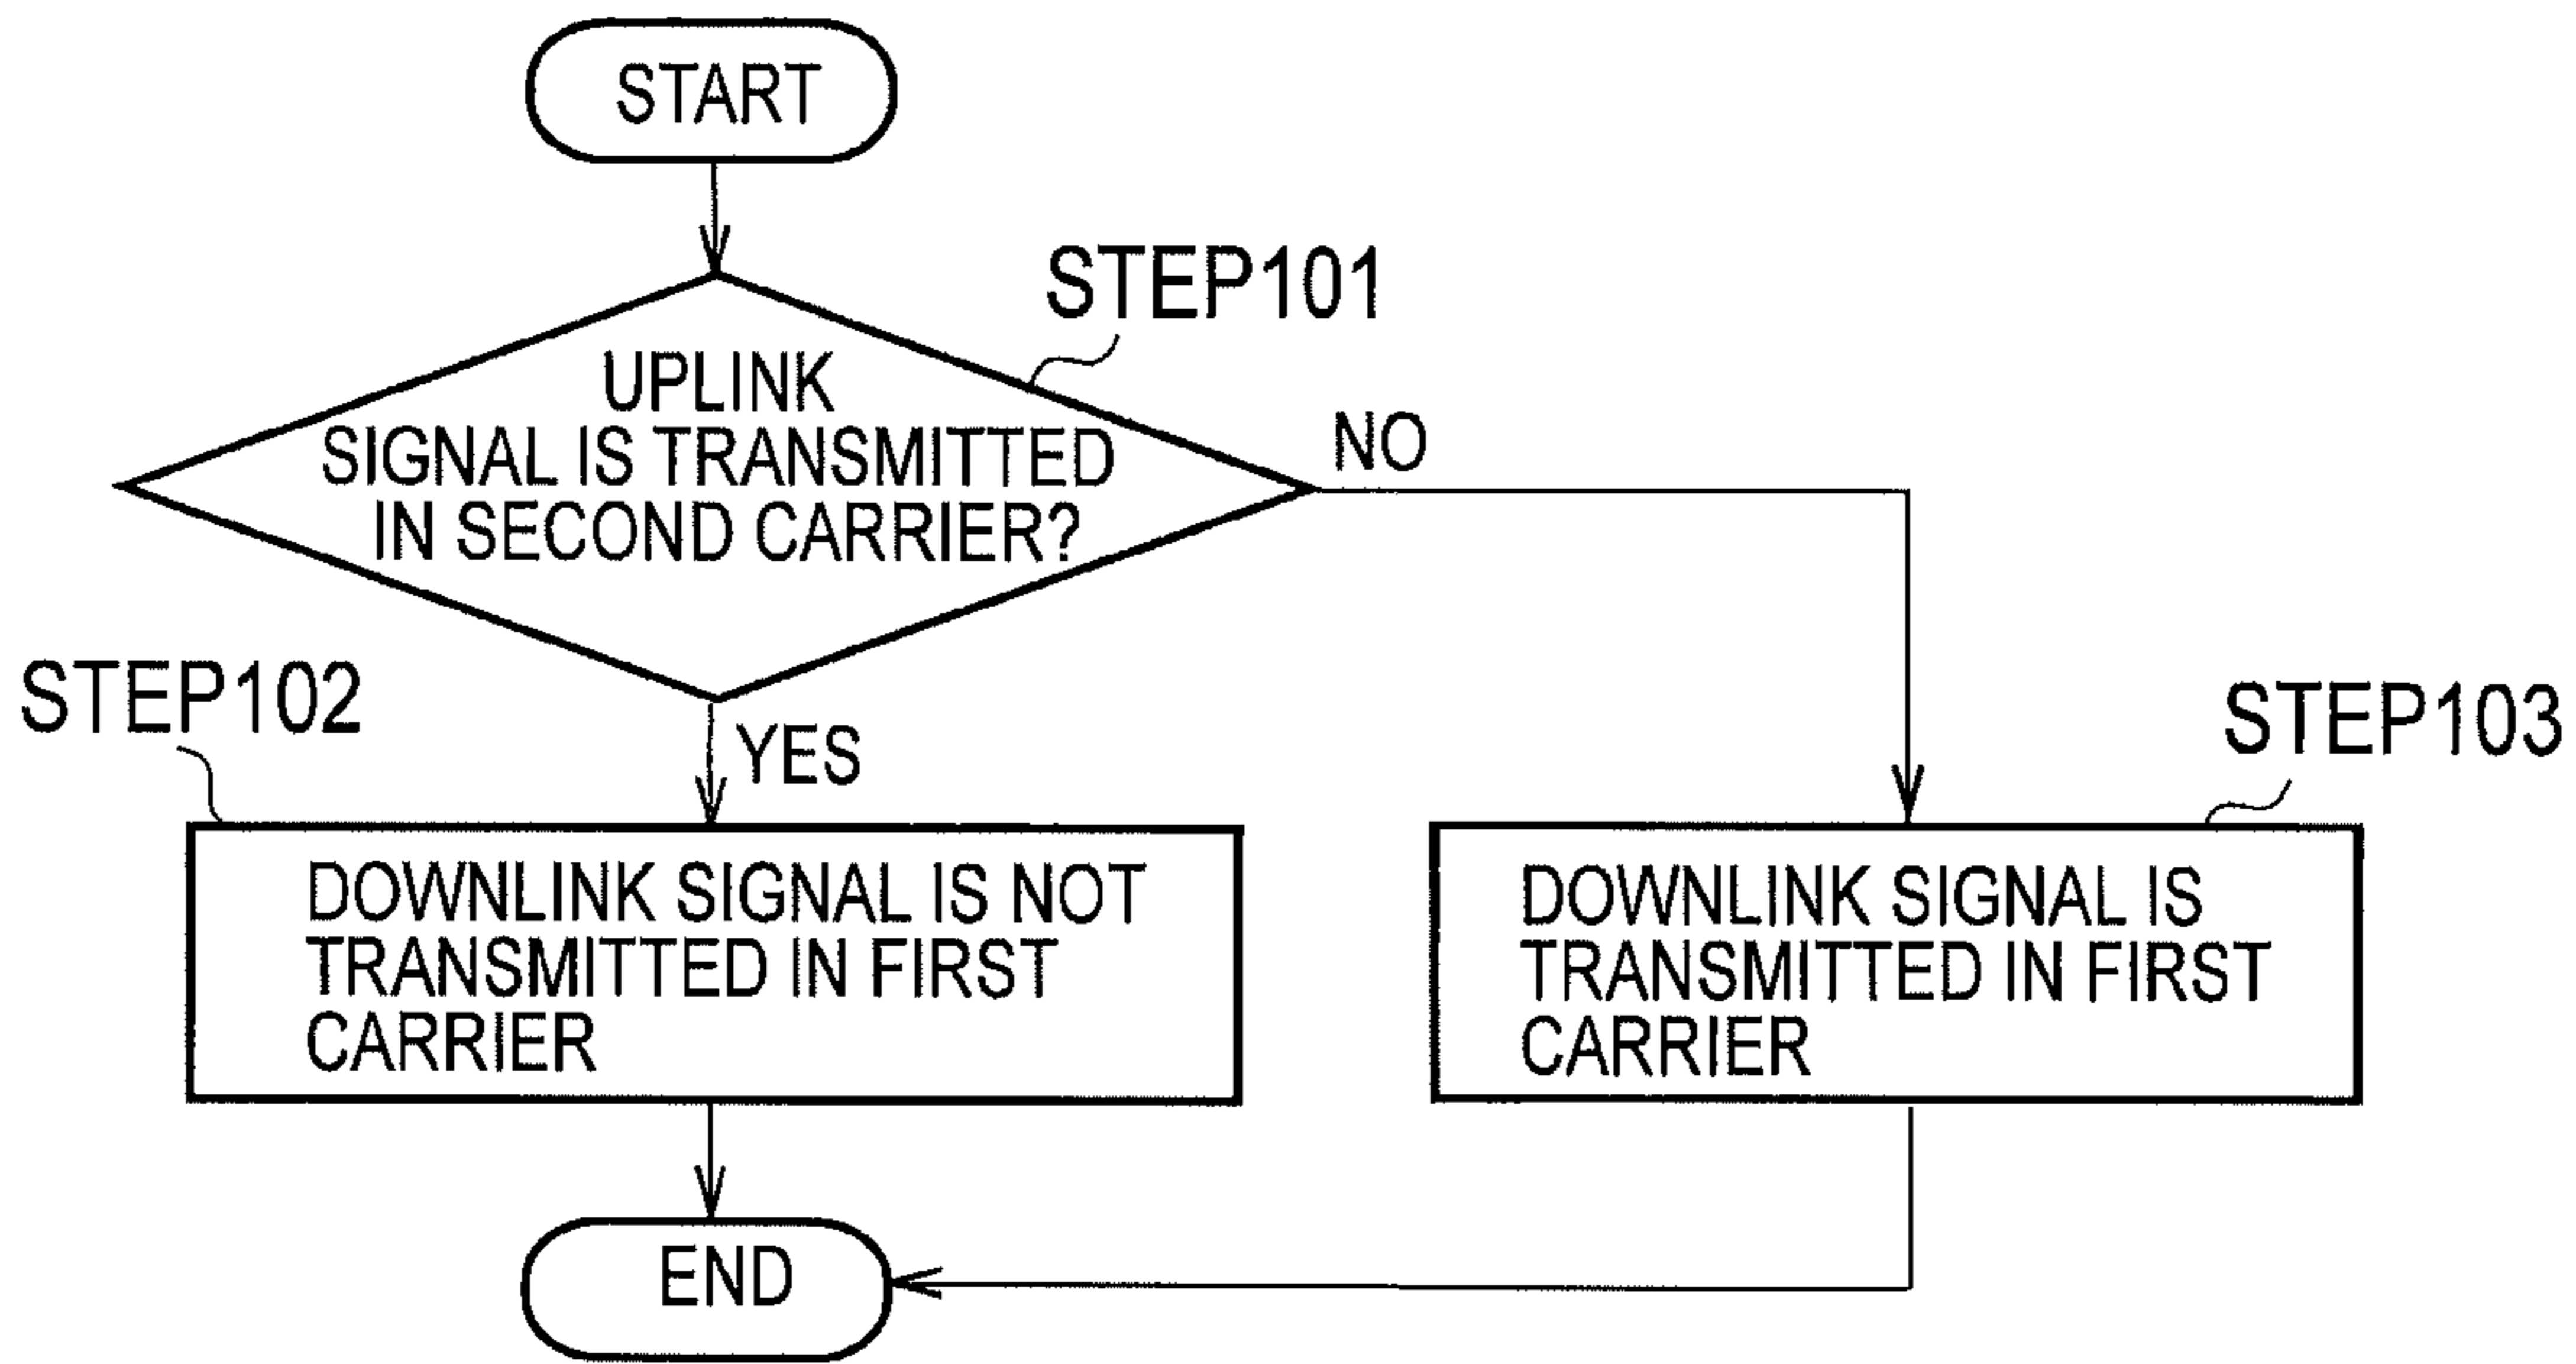 START
STEP101
UPLINK
SIGNAL IS TRANSMITTED
IN SECOND CARRIER?
NO
YES
STEP102
DOWNLINK SIGNAL IS NOT
TRANSMITTED IN FIRST
CARRIER
STEP103
DOWNLINK SIGNAL IS
TRANSMITTED IN FIRST
CARRIER
END